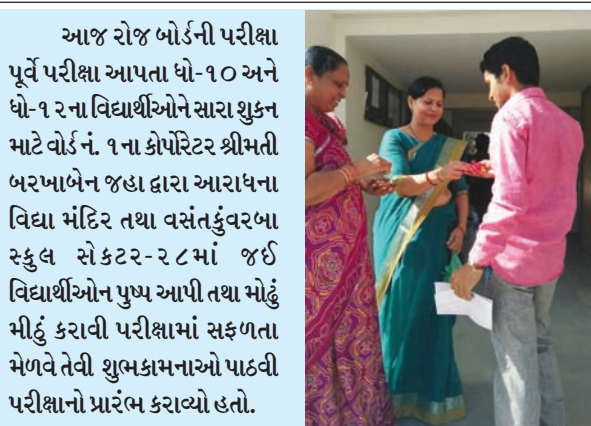 આજ રોજ બોર્ડની પરીક્ષા
પૂર્વે પરીક્ષા આપતા ધો-૧૦ અને
ધો-૧૨ના વિદ્યાર્થીઓને સારા શુકન
માટે વોર્ડ નં. ૧ના કોર્પોરેટર શ્રીમતી
બરખાબેન જહા દ્વારા આરાધના
વિદ્યા મંદિર તથા વસંતકુંવરબા
સ્કુલ સેકટર-૨૮માં જઈ
વિદ્યાર્થીઓન પુષ્પ આપી તથા મોઢું
મીઠું કરાવી પરીક્ષામાં સફળતા
મેળવે તેવી શુભકામનાઓ પાઠવી
પરીક્ષાનો પ્રારંભ કરાવ્યો હતો.